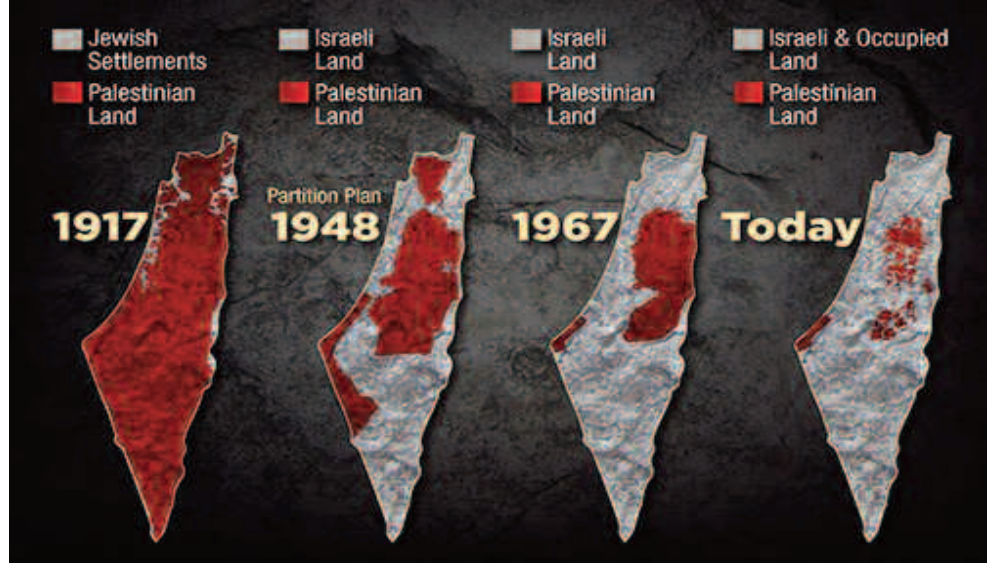 Jewish
Settlements
Palestinian
Land
1917
Israeli
Land
Palestinian
Land
Partition Plan
1948
Israeli
Land
Palestinian
Land
1967
Israeli & Occupied
Land
Palestinian
Land
Today